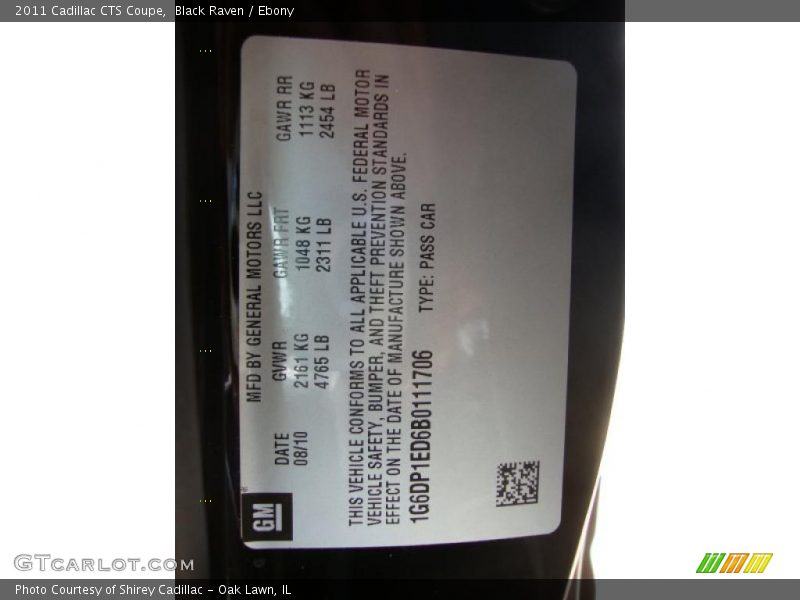 2011 Cadillac CTS Coupe, Black Raven / Ebony
GM
MFD BY GENERAL MOTORS LLC
DATE GVWR GAWR FRT GAWR RR
08/10 2161 KG 1048 KG 1113 KG
4765 LB 2311 LB 2454 LB
THIS VEHICLE CONFORMS TO ALL APPLICABLE U.S. FEDERAL MOTOR
VEHICLE SAFETY, BUMPER, AND THEFT PREVENTION STANDARDS IN
EFFECT ON THE DATE OF MANUFACTURE SHOWN ABOVE.
1G6DP1ED6B0111706 TYPE: PASS CAR
GTcarlot.com
Photo Courtesy of Shirey Cadillac - Oak Lawn, IL